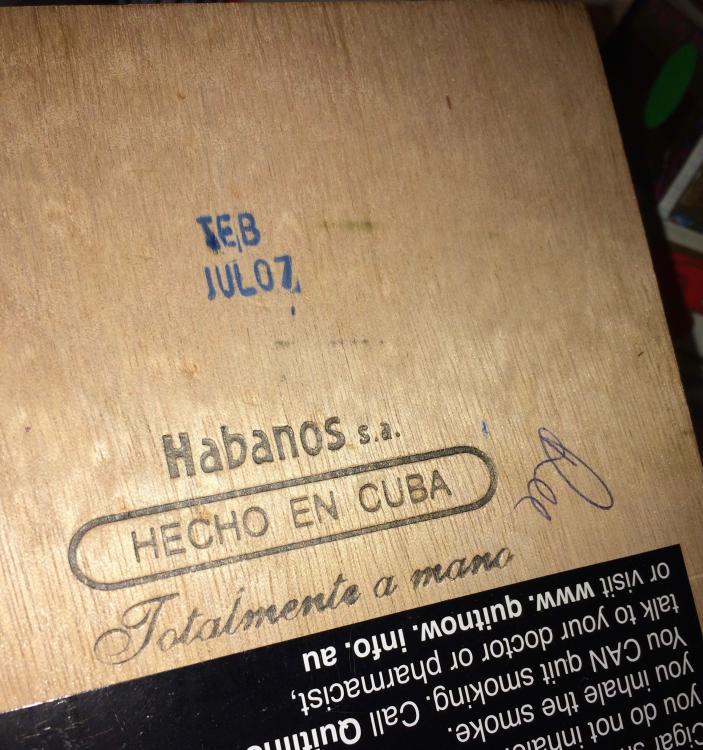 TEB
JUL07
Habanos s.a.
HECHO EN CUBA
Totalmente a mano
Cigar
you do not inhale
you inhale the smoke.
You CAN quit smoking. Call Quitline
talk to your doctor or pharmacist,
or visit www.quitnow.info.au